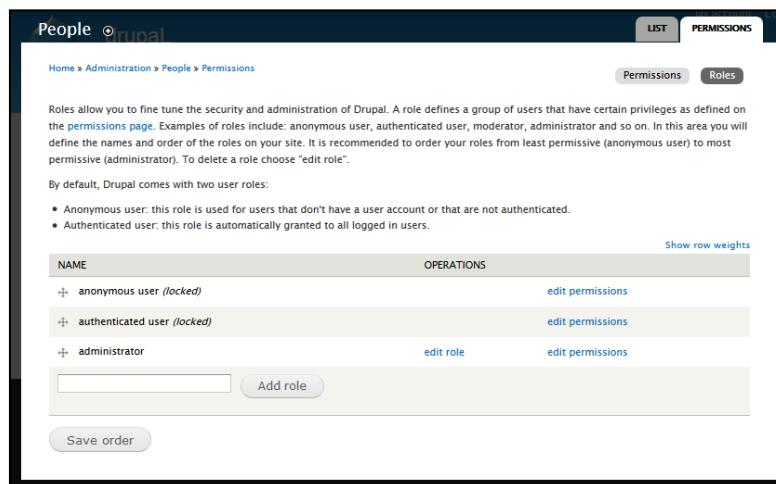 People
drupal
LIST
PERMISSIONS
Home » Administration » People » Permissions
Permissions
Roles
Roles allow you to fine tune the security and administration of Drupal. A role defines a group of users that have certain privileges as defined on
the permissions page. Examples of roles include: anonymous user, authenticated user, moderator, administrator and so on. In this area you will
define the names and order of the roles on your site. It is recommended to order your roles from least permissive (anonymous user) to most
permissive (administrator). To delete a role choose "edit role".
By default, Drupal comes with two user roles:
• Anonymous user: this role is used for users that don't have a user account or that are not authenticated.
• Authenticated user: this role is automatically granted to all logged in users.
Show row weights
NAME OPERATIONS
anonymous user (locked) edit permissions
authenticated user (locked) edit permissions
administrator edit role edit permissions
Add role
Save order